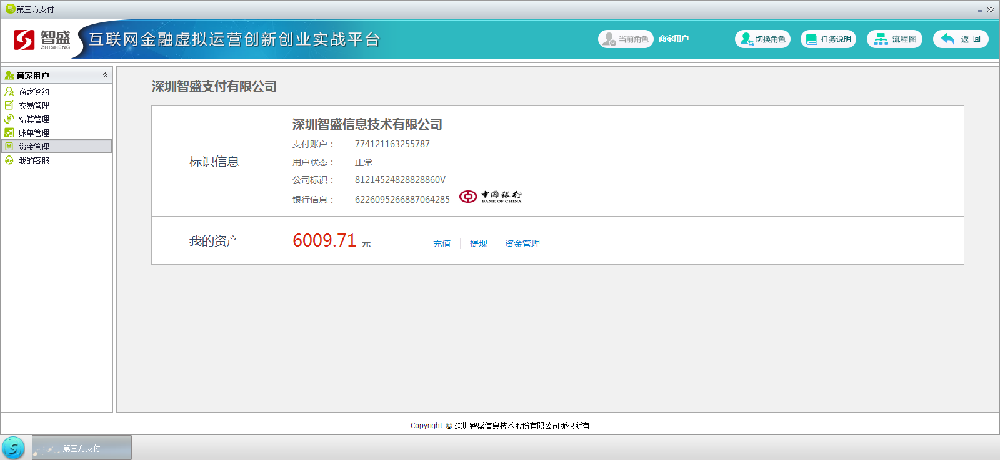 第三方支付
智盛
ZHISHENG
互联网金融虚拟运营创新创业实战平台
当前角色 商家用户
切换角色
任务说明
流程图
返 回
商家用户
商家签约
交易管理
结算管理
账单管理
资金管理
我的客服
深圳智盛支付有限公司
标识信息
深圳智盛信息技术有限公司
支付账户： 774121163255787
用户状态： 正常
公司标识： 81214524828828860V
银行信息： 6226095266887064285 中国银行
BANK OF CHINA
我的资产
6009.71 元 充值 提现 资金管理
Copyright © 深圳智盛信息技术股份有限公司版权所有
第三方支付